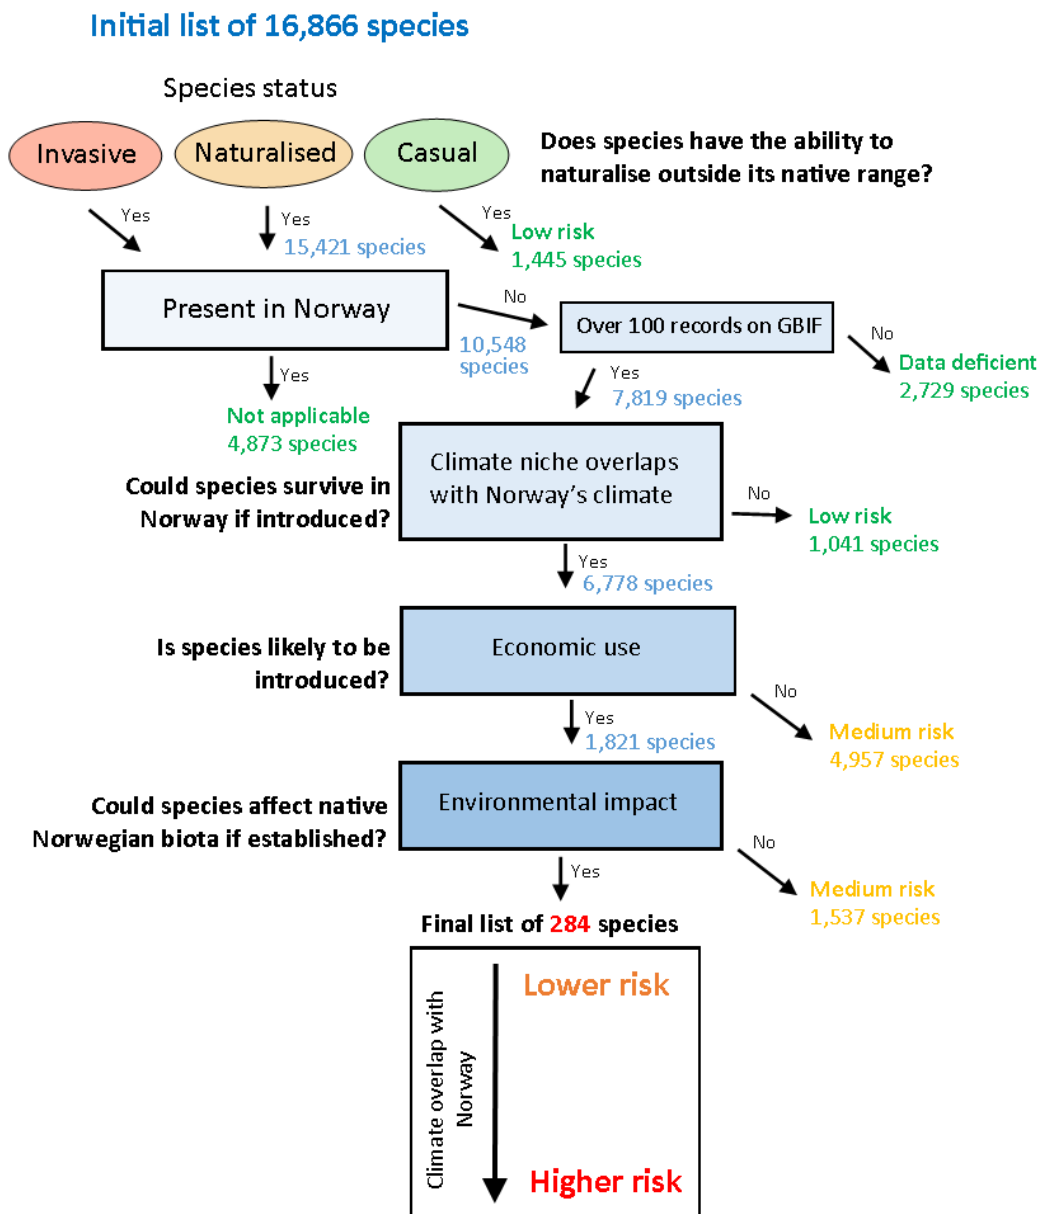 Initial list of 16,866 species
Species status
Invasive
Naturalised
Casual
Does species have the ability to
naturalise outside its native range?
Yes
Yes
15,421 species
Yes
Low risk
1,445 species
Present in Norway
No
10,548
species
Over 100 records on GBIF
No
Data deficient
2,729 species
Yes
Not applicable
4,873 species
Yes
7,819 species
Could species survive in
Norway if introduced?
Climate niche overlaps
with Norway's climate
No
Low risk
1,041 species
Yes
6,778 species
Is species likely to be
introduced?
Economic use
No
Medium risk
4,957 species
Yes
1,821 species
Could species affect native
Norwegian biota if established?
Environmental impact
No
Medium risk
1,537 species
Yes
Final list of 284 species
Climate overlap with
Norway
Lower risk
Higher risk